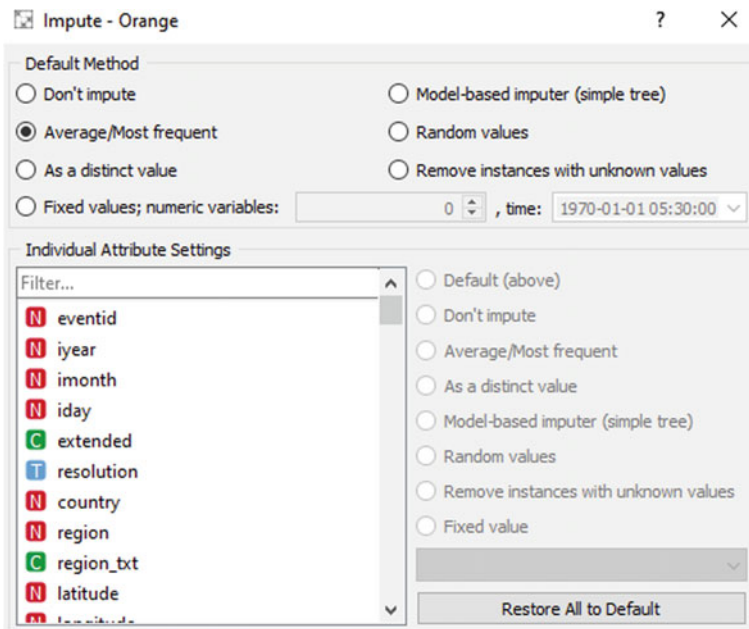 Impute - Orange ? ×
Default Method
Don't impute
Model-based imputer (simple tree)
Average/Most frequent
Random values
As a distinct value
Remove instances with unknown values
Fixed values; numeric variables: 0 , time: 1970-01-01 05:30:00
Individual Attribute Settings
Filter...
N eventid
N iyear
N imonth
N iday
C extended
T resolution
N country
N region
C region_txt
N latitude
Default (above)
Don't impute
Average/Most frequent
As a distinct value
Model-based imputer (simple tree)
Random values
Remove instances with unknown values
Fixed value
Restore All to Default